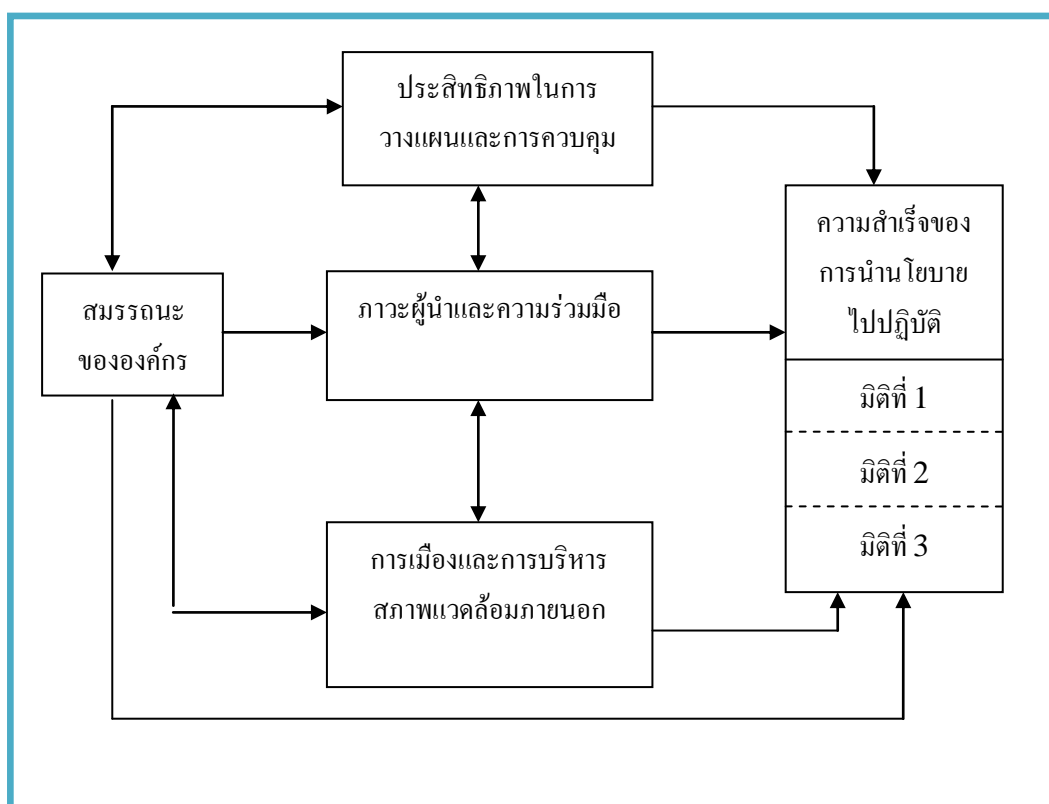 ประสิทธิภาพในการ
วางแผนและการควบคุม
ความสำเร็จของ
การนำนโยบาย
ไปปฏิบัติ
สมรรถนะ
ขององค์กร
ภาวะผู้นำและความร่วมมือ
มิติที่ 1
มิติที่ 2
มิติที่ 3
การเมืองและการบริหาร
สภาพแวดล้อมภายนอก